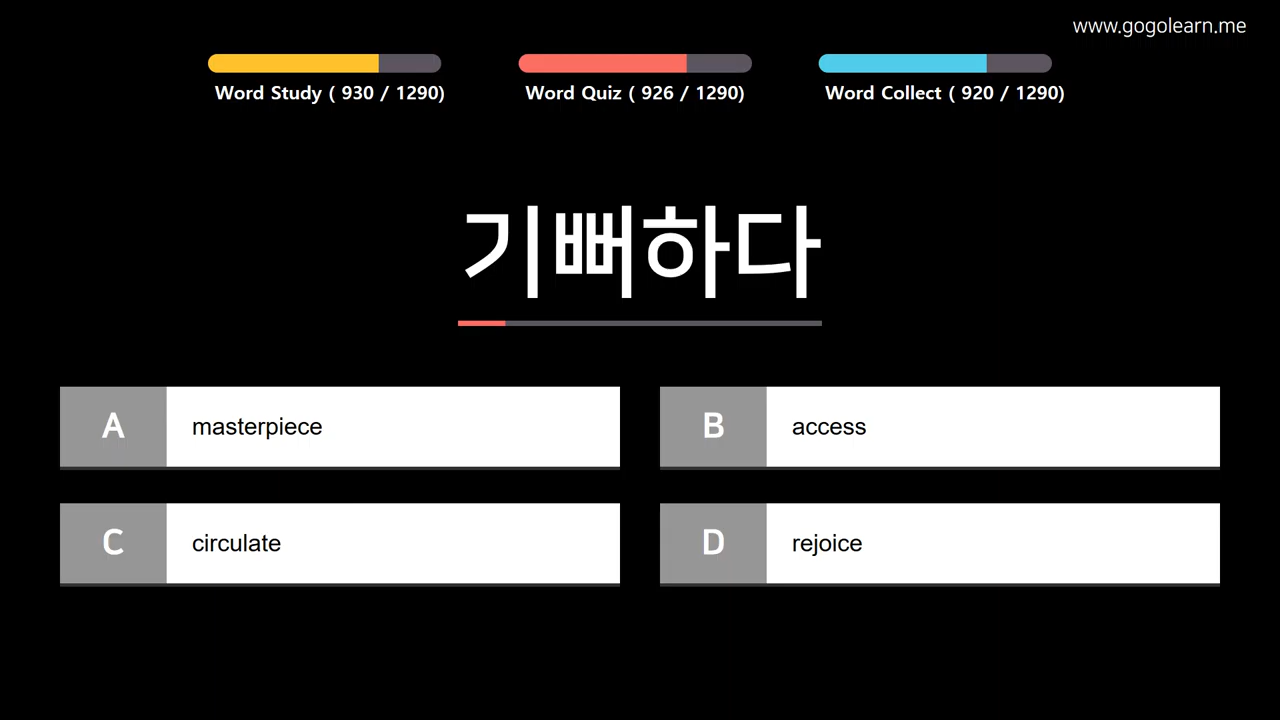 www.gogolearn.me
Word Study ( 930 / 1290)
Word Quiz ( 926 / 1290)
Word Collect ( 920 / 1290)
기뻐하다
A masterpiece
B access
C circulate
D rejoice